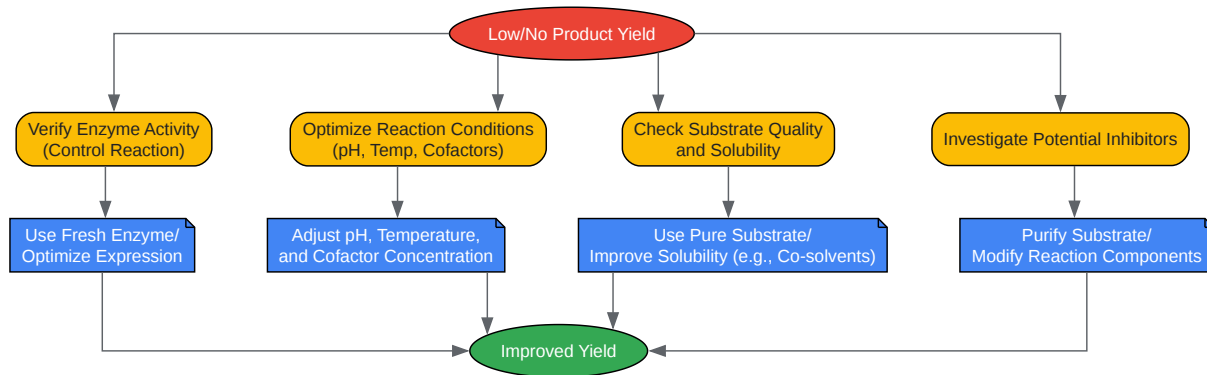 Low/No Product Yield
Verify Enzyme Activity
(Control Reaction)
Optimize Reaction Conditions
(pH, Temp, Cofactors)
Check Substrate Quality
and Solubility
Investigate Potential Inhibitors
Use Fresh Enzyme/
Optimize Expression
Adjust pH, Temperature,
and Cofactor Concentration
Use Pure Substrate/
Improve Solubility (e.g., Co-solvents)
Purify Substrate/
Modify Reaction Components
Improved Yield